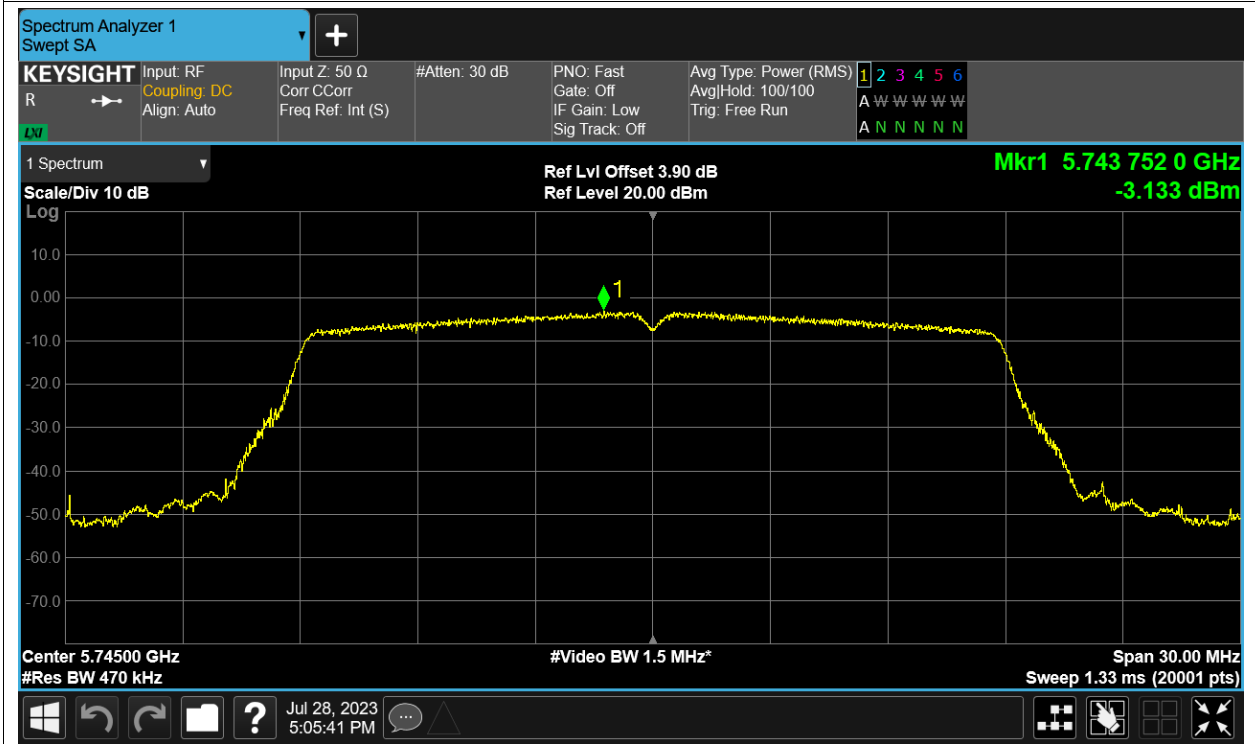 Spectrum Analyzer 1
Swept SA
+
KEYSIGHT
R
LXI
Input: RF
Coupling: DC
Align: Auto
Input Z: 50 Ω
Corr CCorr
Freq Ref: Int (S)
#Atten: 30 dB
PNO: Fast
Gate: Off
IF Gain: Low
Sig Track: Off
Avg Type: Power (RMS)
Avg|Hold: 100/100
Trig: Free Run
1 2 3 4 5 6
A W W W W W
A N N N N N
1 Spectrum
Scale/Div 10 dB
Log
Ref Lvl Offset 3.90 dB
Ref Level 20.00 dBm
Mkr1 5.743 752 0 GHz
-3.133 dBm
10.0
0.00
-10.0
-20.0
-30.0
-40.0
-50.0
-60.0
-70.0
1
Center 5.74500 GHz
#Res BW 470 kHz
#Video BW 1.5 MHz*
Span 30.00 MHz
Sweep 1.33 ms (20001 pts)
?
Jul 28, 2023
5:05:41 PM